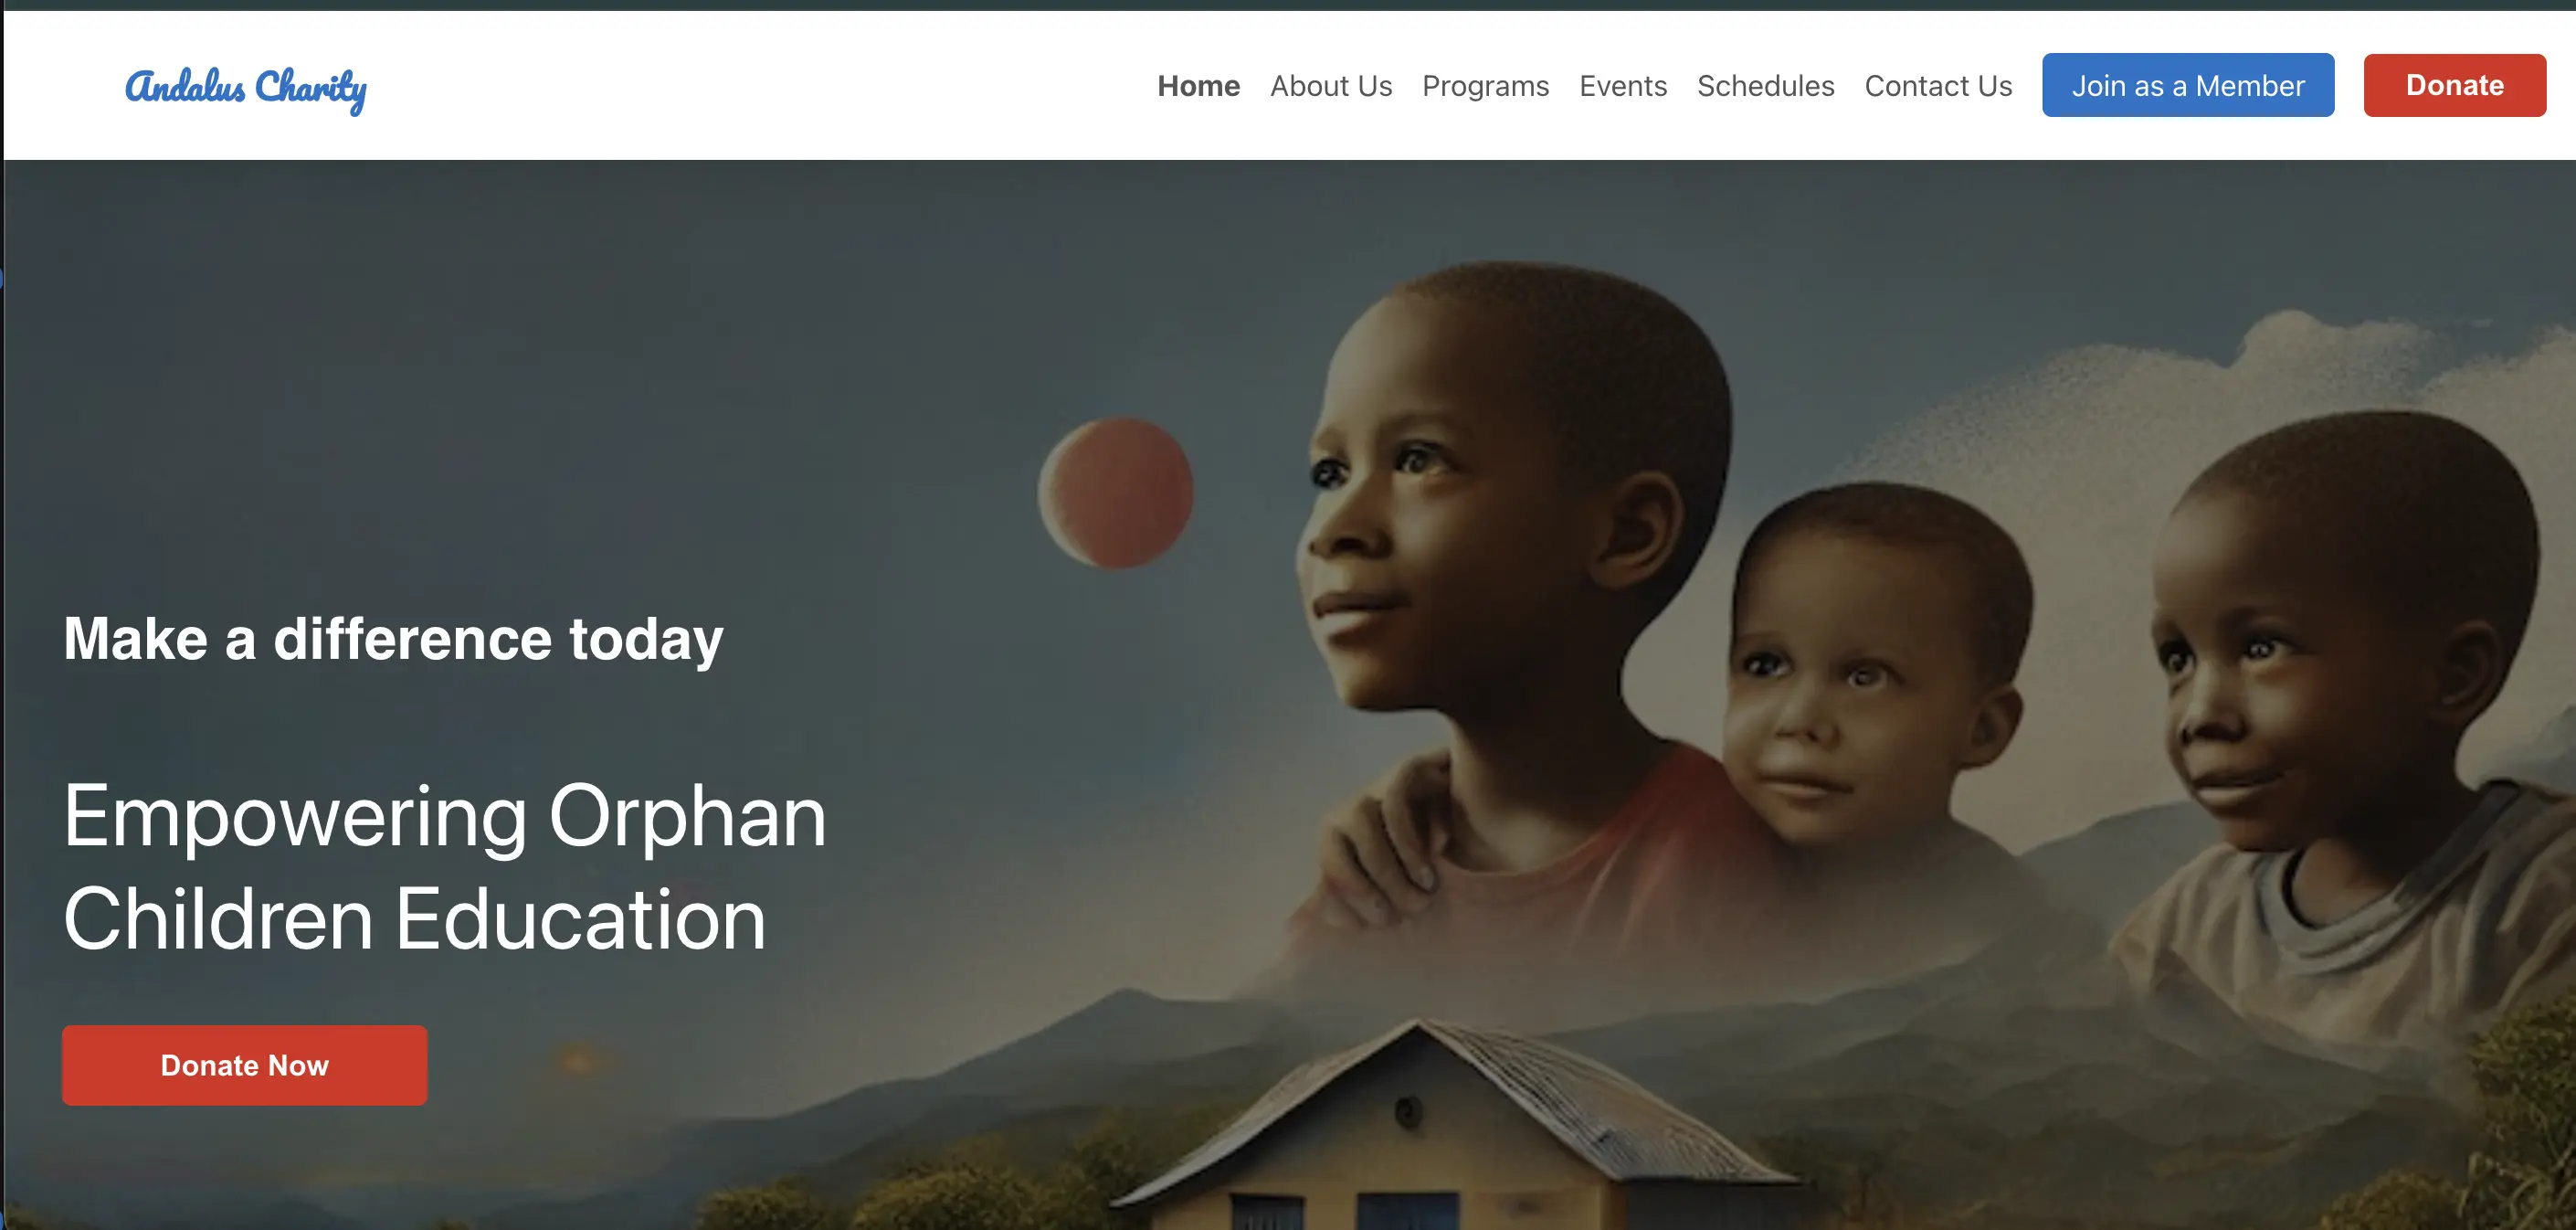 Andalus Charity
Home About Us Programs Events Schedules Contact Us Join as a Member Donate
Make a difference today
Empowering Orphan
Children Education
Donate Now